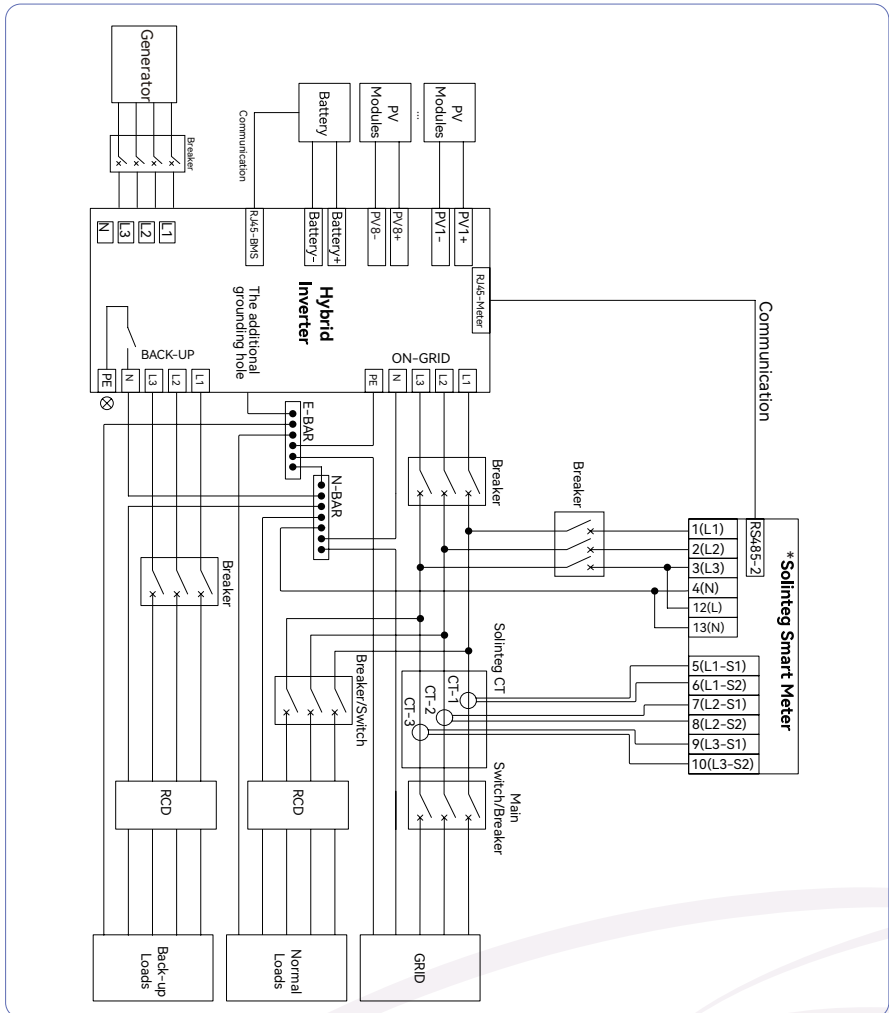 Generator
Breaker
Communication
Battery
PV
Modules
...
PV
Modules
N
L3
L2
L1
RJ45-BMS
Battery-
Battery+
PV8-
PV8+
PV1-
PV1+
RJ45-Meter
Hybrid
Inverter
The additional
grounding hole
BACK-UP
ON-GRID
PE
N
L3
L2
L1
PE
N
L3
L2
L1
Communication
E-BAR
N-BAR
Breaker
Breaker
RS485-2
*Solinteg Smart Meter
1(L1)
2(L2)
3(L3)
4(N)
12(L)
13(N)
5(L1-S1)
6(L1-S2)
7(L2-S1)
8(L2-S2)
9(L3-S1)
10(L3-S2)
Breaker
Breaker/Switch
Solinteg CT
CT-1
CT-2
CT-3
Main
Switch/Breaker
RCD
RCD
Back-up
Loads
Normal
Loads
GRID